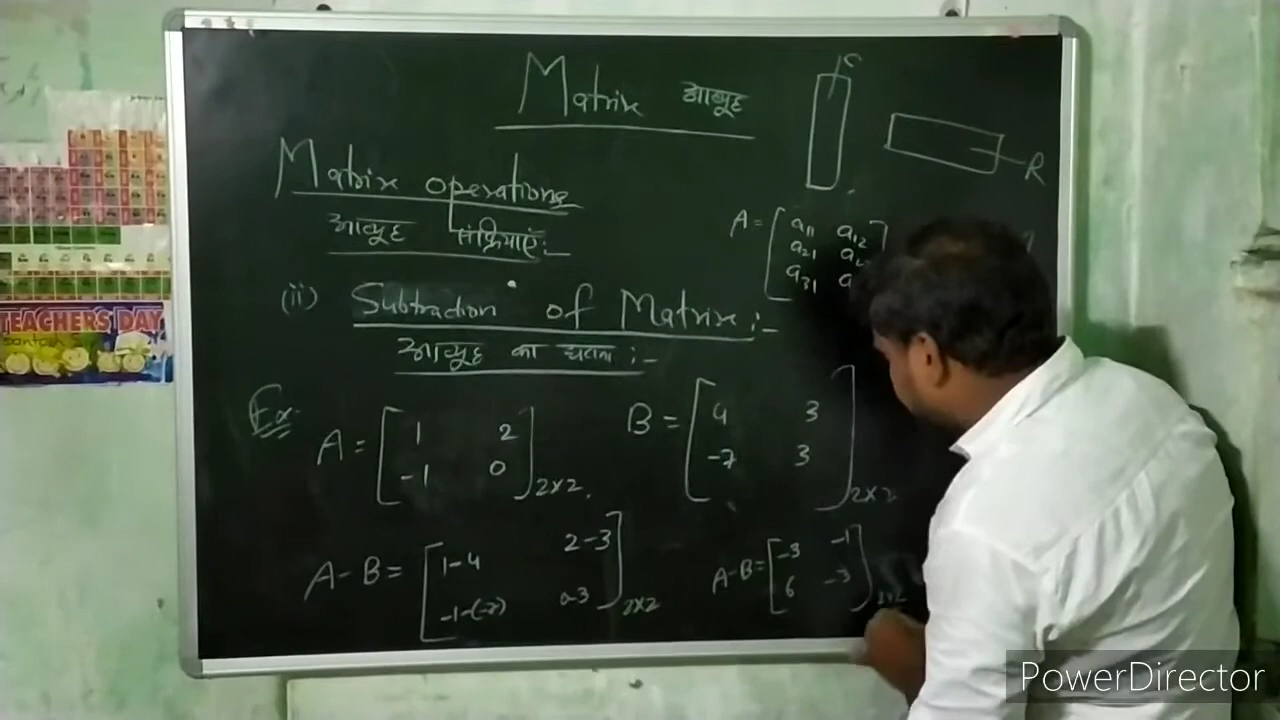 Matrix आव्यूह
C
R
Matrix operations
आव्यूह संक्रियाएं:-
A = [ a11 a12
a21
a31
(ii) Subtraction of Matrix :-
आव्यूह का घटाना :-
Ex.
A = [ 1 2
-1 0 ] 2×2.
B = [ 4 3
-7 3 ] 2×2
A-B = [ 1-4 2-3
-1-(-7) 0-3 ] 2×2
A-B = [ -3 -1
6 -3 ] 2×2
TEACHERS DAY
PowerDirector